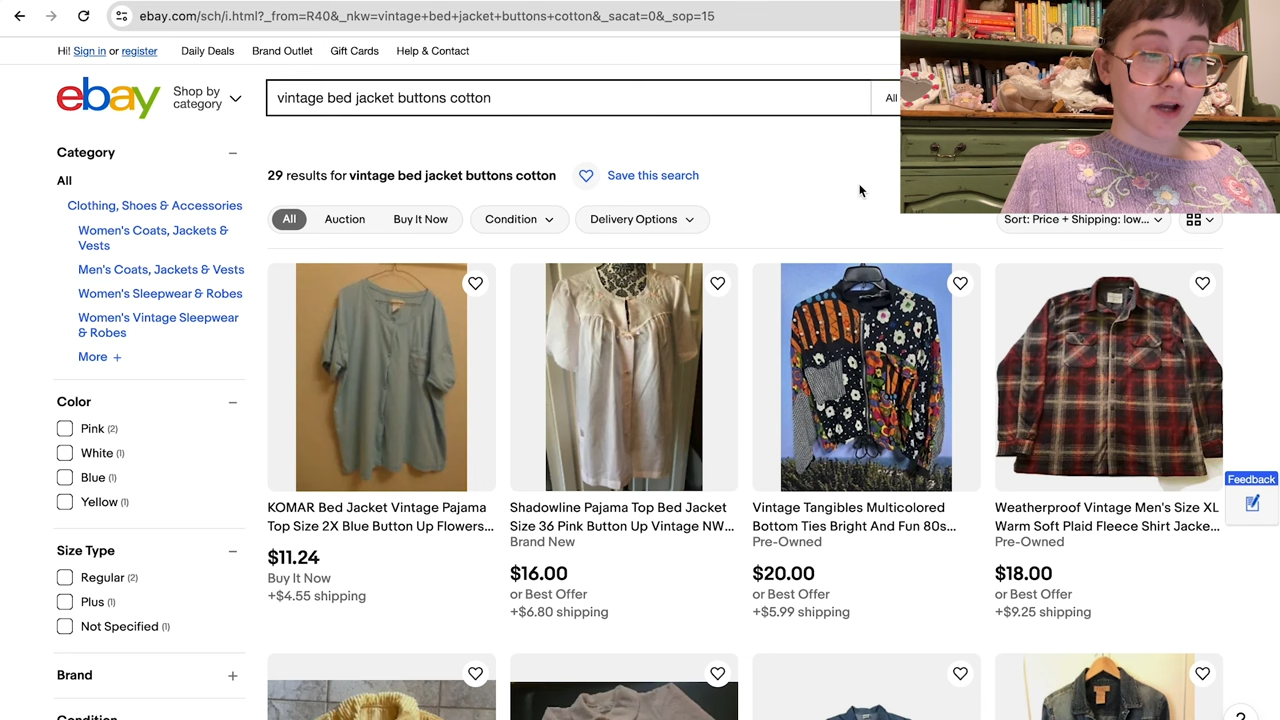 ebay.com/sch/i.html?_from=R40&_nkw=vintage+bed+jacket+buttons+cotton&_sacat=0&_sop=15
Hi! Sign in or register
Daily Deals
Brand Outlet
Gift Cards
Help & Contact
ebay
Shop by
category
vintage bed jacket buttons cotton
All
Category
All
Clothing, Shoes & Accessories
Women's Coats, Jackets &
Vests
Men's Coats, Jackets & Vests
Women's Sleepwear & Robes
Women's Vintage Sleepwear
& Robes
More +
Color
Pink (2)
White (1)
Blue (1)
Yellow (1)
Size Type
Regular (2)
Plus (1)
Not Specified (1)
Brand
Condition
29 results for vintage bed jacket buttons cotton
Save this search
All
Auction
Buy It Now
Condition
Delivery Options
Sort: Price + Shipping: low...
KOMAR Bed Jacket Vintage Pajama
Top Size 2X Blue Button Up Flowers...
$11.24
Buy It Now
+$4.55 shipping
Shadowline Pajama Top Bed Jacket
Size 36 Pink Button Up Vintage NW...
Brand New
$16.00
or Best Offer
+$6.80 shipping
Vintage Tangibles Multicolored
Bottom Ties Bright And Fun 80s...
Pre-Owned
$20.00
or Best Offer
+$5.99 shipping
Weatherproof Vintage Men's Size XL
Warm Soft Plaid Fleece Shirt Jacke...
Pre-Owned
$18.00
or Best Offer
+$9.25 shipping
Feedback